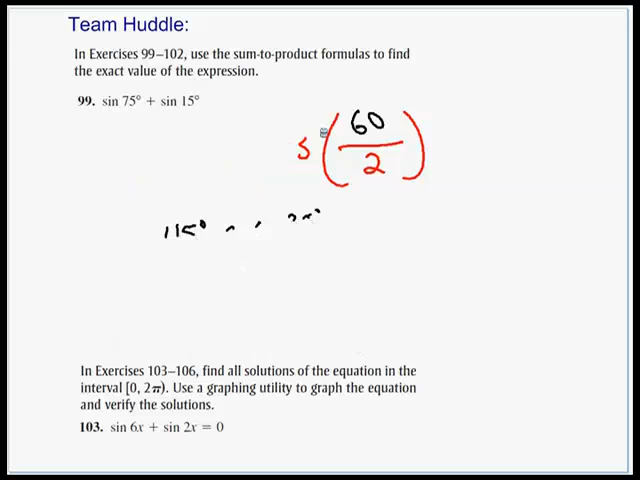 Team Huddle:
In Exercises 99–102, use the sum-to-product formulas to find
the exact value of the expression.
99. sin 75° + sin 15°
60
s ( — )
2
In Exercises 103–106, find all solutions of the equation in the
interval [0, 2π). Use a graphing utility to graph the equation
and verify the solutions.
103. sin 6x + sin 2x = 0